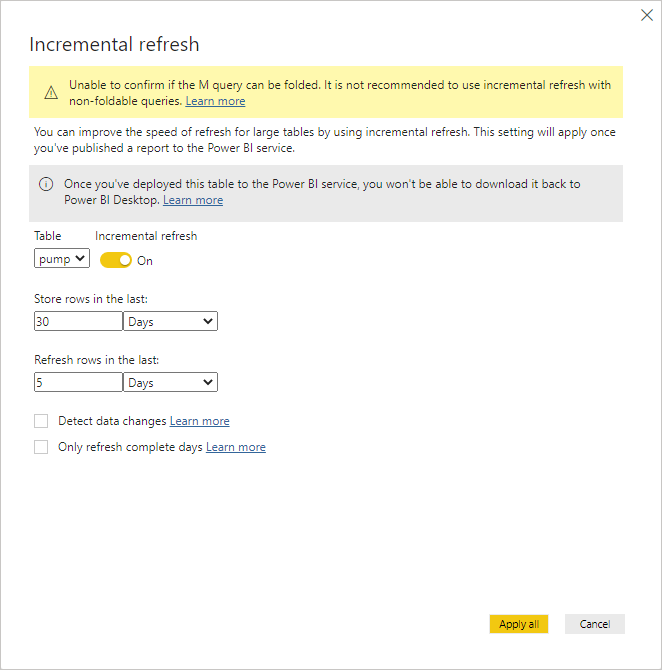 Incremental refresh
Unable to confirm if the M query can be folded. It is not recommended to use incremental refresh with
non-foldable queries. Learn more
You can improve the speed of refresh for large tables by using incremental refresh. This setting will apply once
you've published a report to the Power BI service.
Once you've deployed this table to the Power BI service, you won't be able to download it back to
Power BI Desktop. Learn more
Table Incremental refresh
pump On
Store rows in the last:
30 Days
Refresh rows in the last:
5 Days
Detect data changes Learn more
Only refresh complete days Learn more
Apply all Cancel